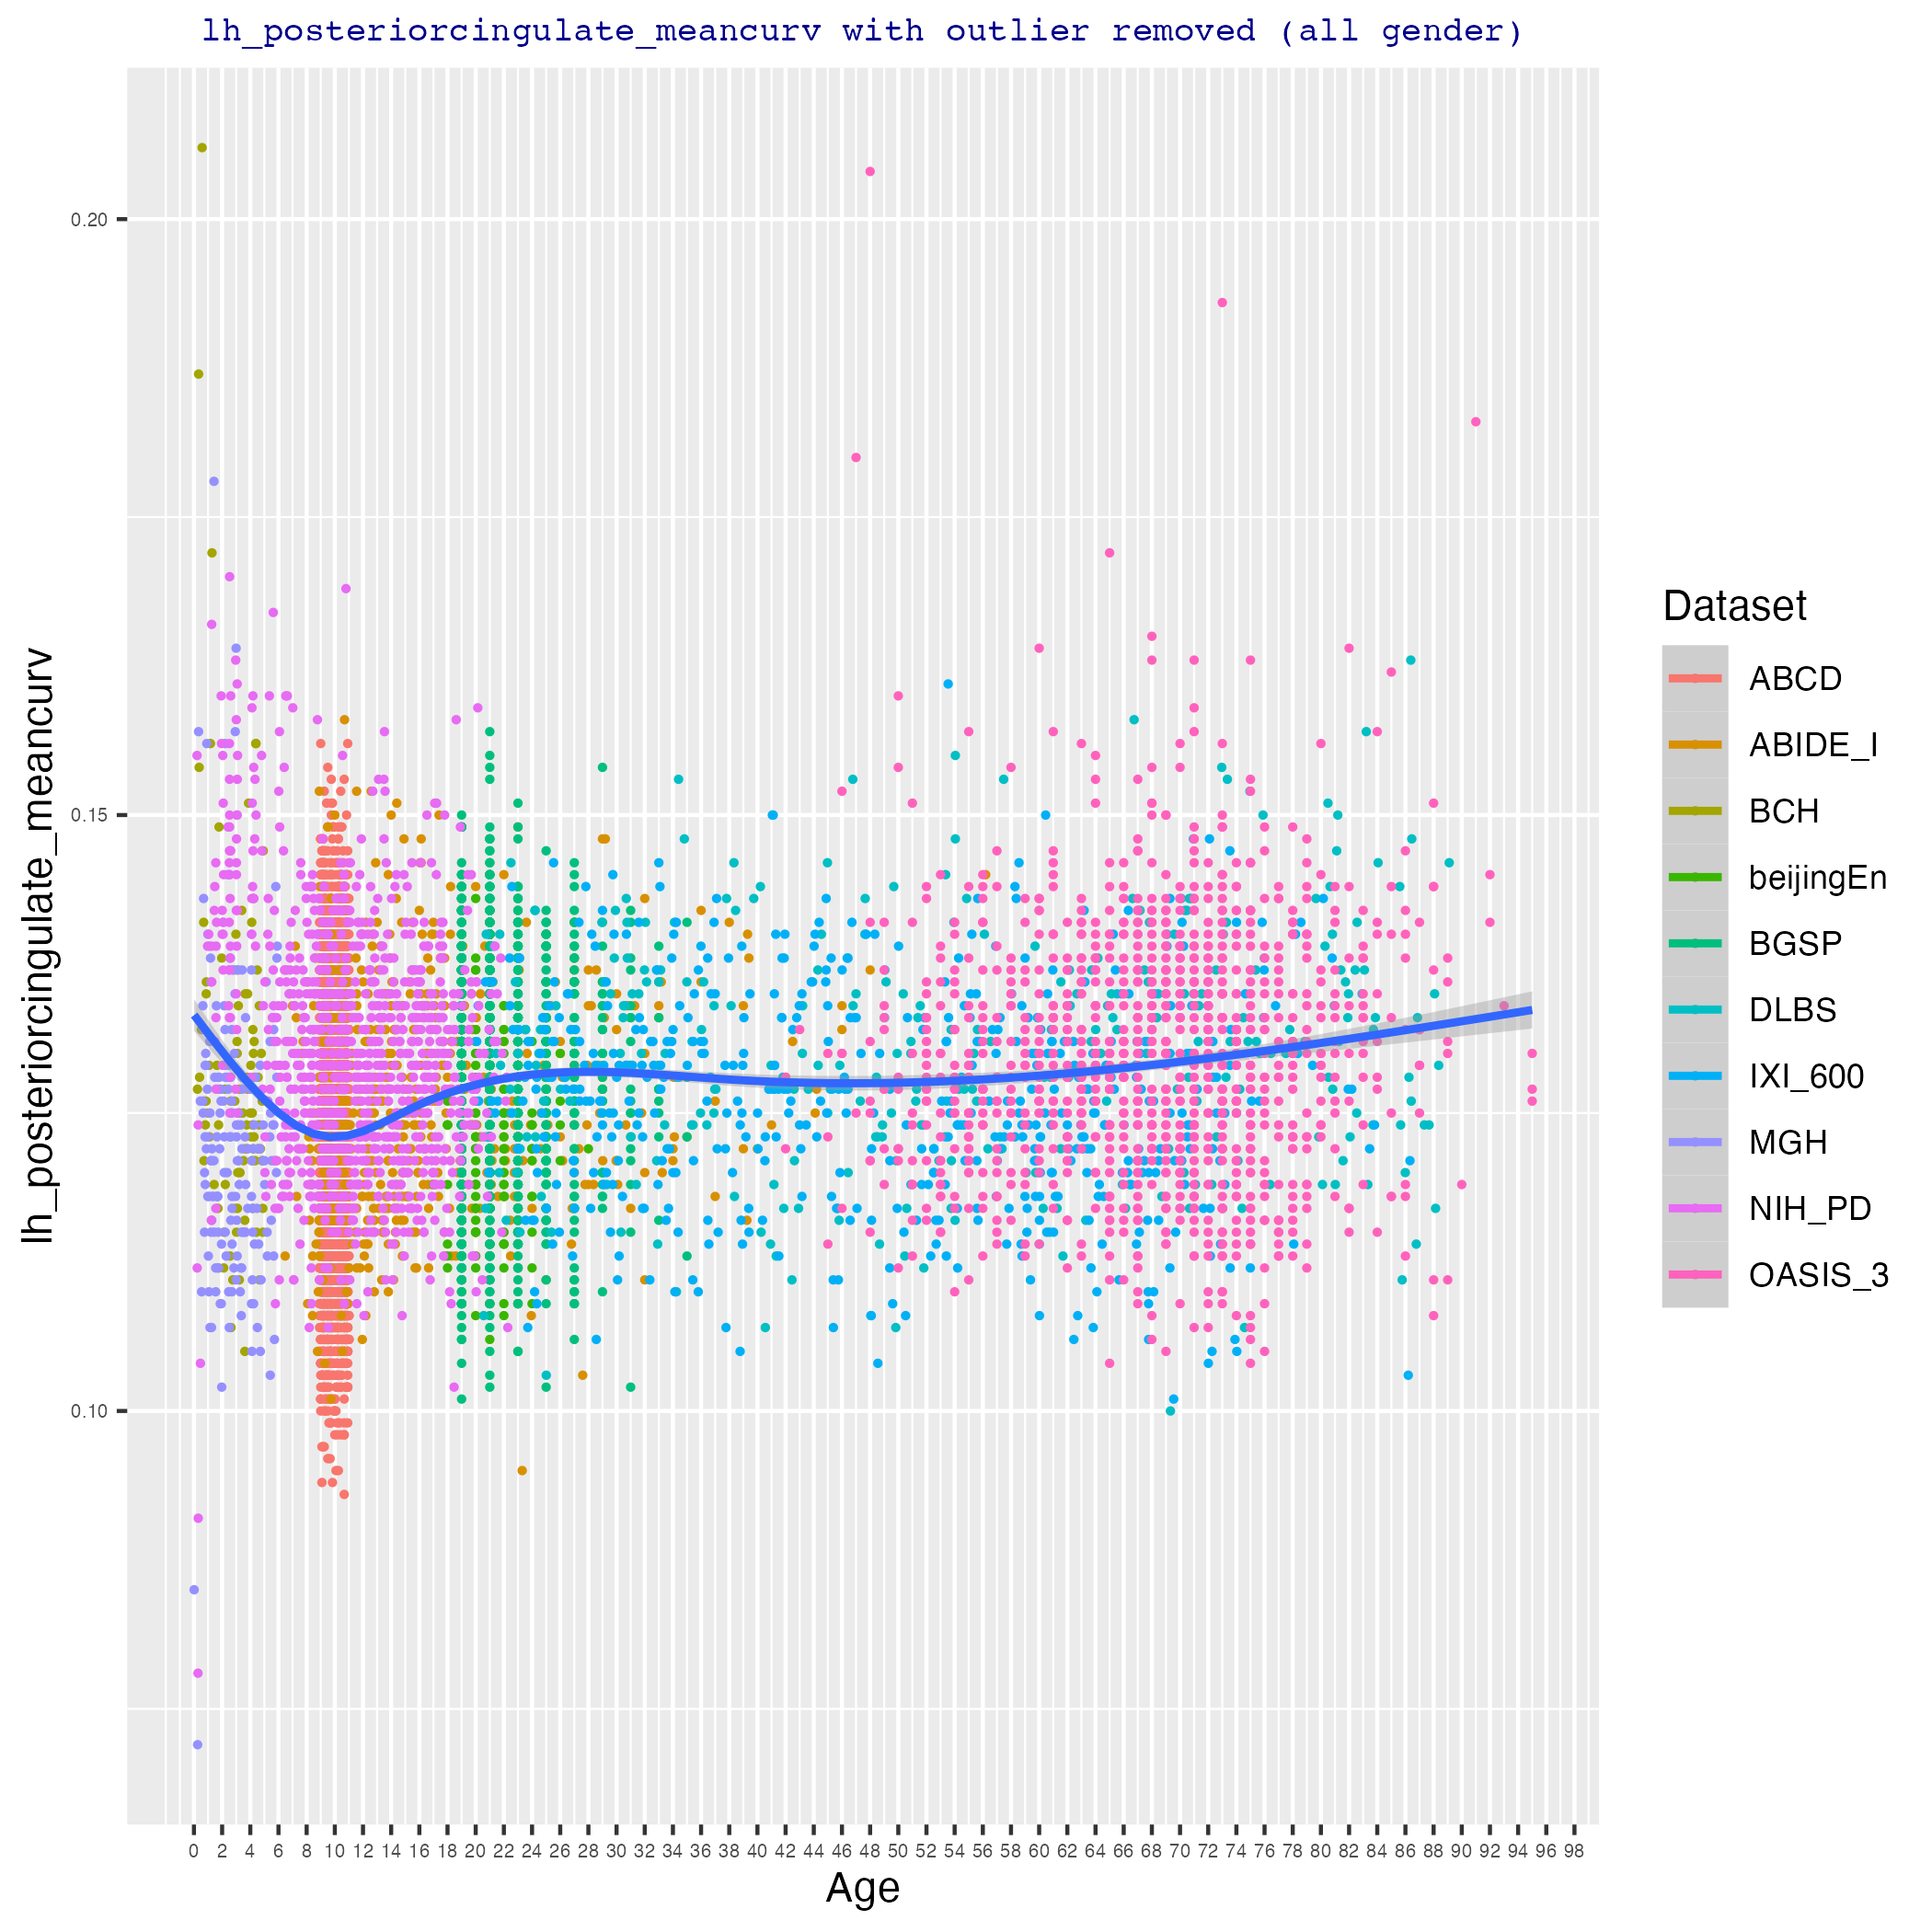 lh_posteriorcingulate_meancurv with outlier removed (all gender)
lh_posteriorcingulate_meancurv
0.20
0.15
0.10
0 2 4 6 8 10 12 14 16 18 20 22 24 26 28 30 32 34 36 38 40 42 44 46 48 50 52 54 56 58 60 62 64 66 68 70 72 74 76 78 80 82 84 86 88 90 92 94 96 98
Age
Dataset
ABCD
ABIDE_I
BCH
beijingEn
BGSP
DLBS
IXI_600
MGH
NIH_PD
OASIS_3